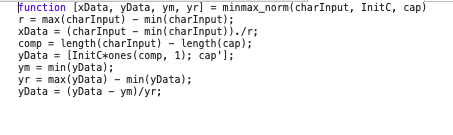 function [xData, yData, ym, yr] = minmax_norm(charInput, InitC, cap)
r = max(charInput) - min(charInput);
xData = (charInput - min(charInput))./r;
comp = length(charInput) - length(cap);
yData = [InitC*ones(comp, 1); cap'];
ym = min(yData);
yr = max(yData) - min(yData);
yData = (yData - ym)/yr;